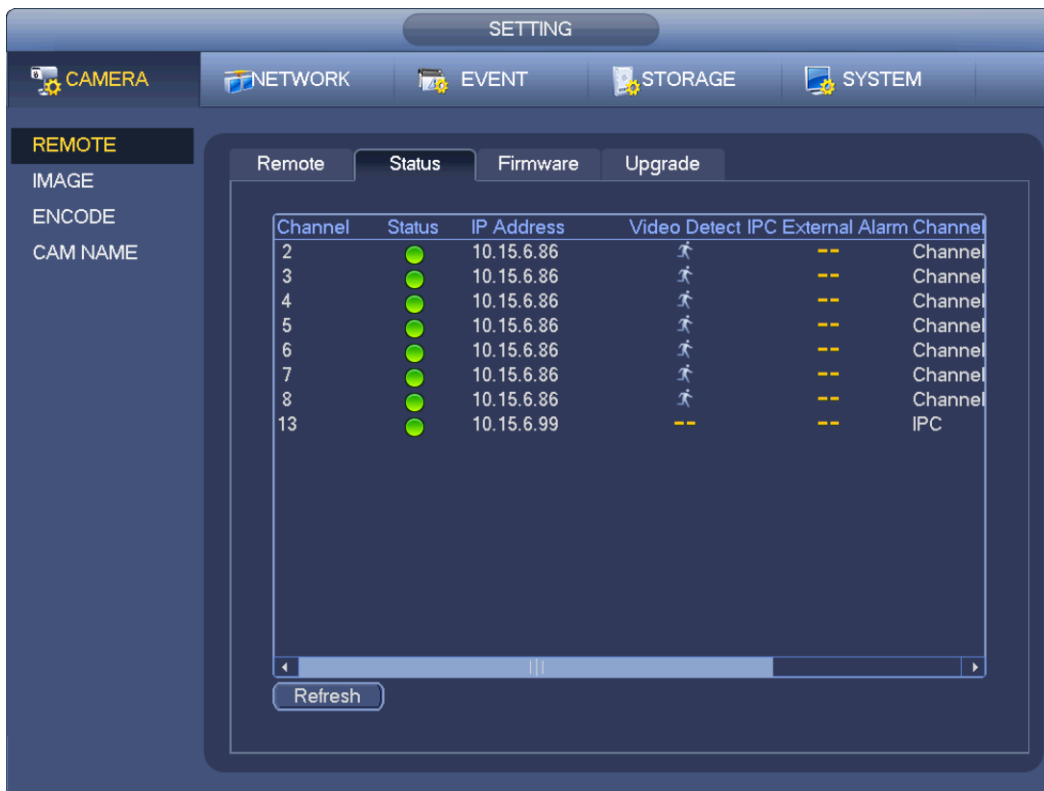 SETTING
CAMERA NETWORK EVENT STORAGE SYSTEM
REMOTE
IMAGE
ENCODE
CAM NAME
Remote Status Firmware Upgrade
Channel Status IP Address Video Detect IPC External Alarm Channel
2 10.15.6.86 -- Channel
3 10.15.6.86 -- Channel
4 10.15.6.86 -- Channel
5 10.15.6.86 -- Channel
6 10.15.6.86 -- Channel
7 10.15.6.86 -- Channel
8 10.15.6.86 -- Channel
13 10.15.6.99 -- -- IPC
Refresh